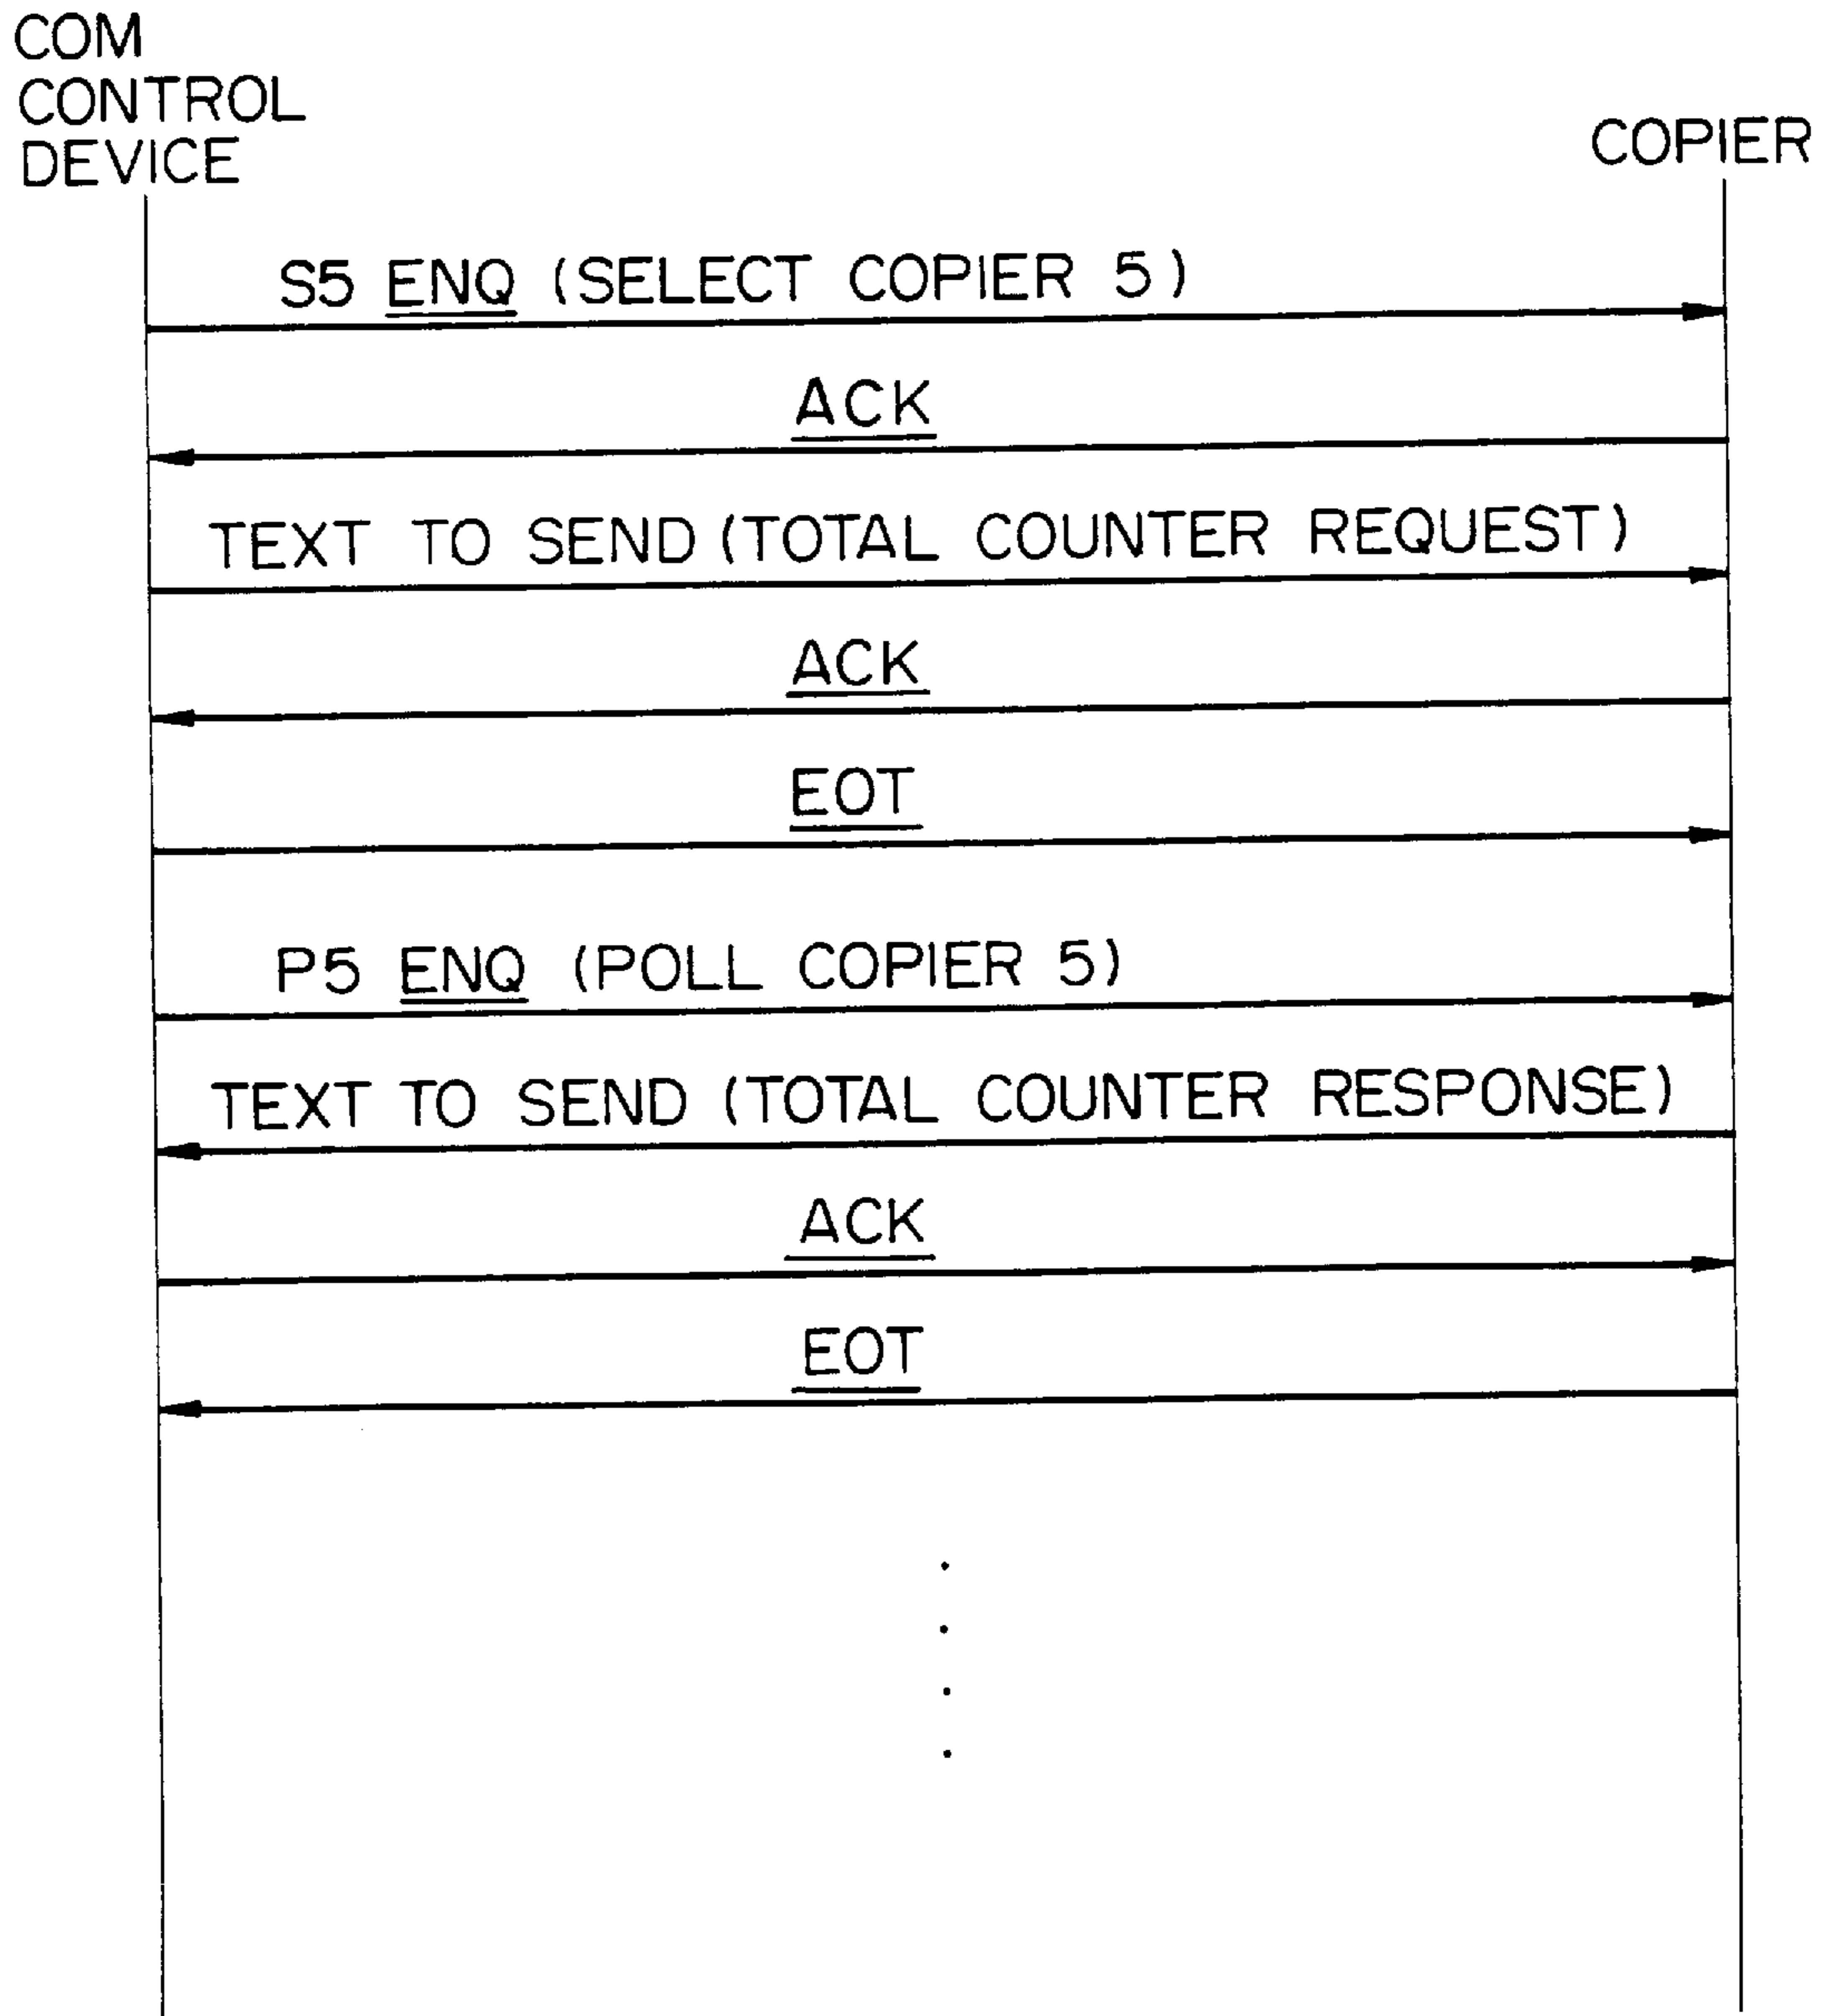 COM
CONTROL
DEVICE
COPIER
S5 ENQ (SELECT COPIER 5)
ACK
TEXT TO SEND (TOTAL COUNTER REQUEST)
ACK
EOT
P5 ENQ (POLL COPIER 5)
TEXT TO SEND (TOTAL COUNTER RESPONSE)
ACK
EOT